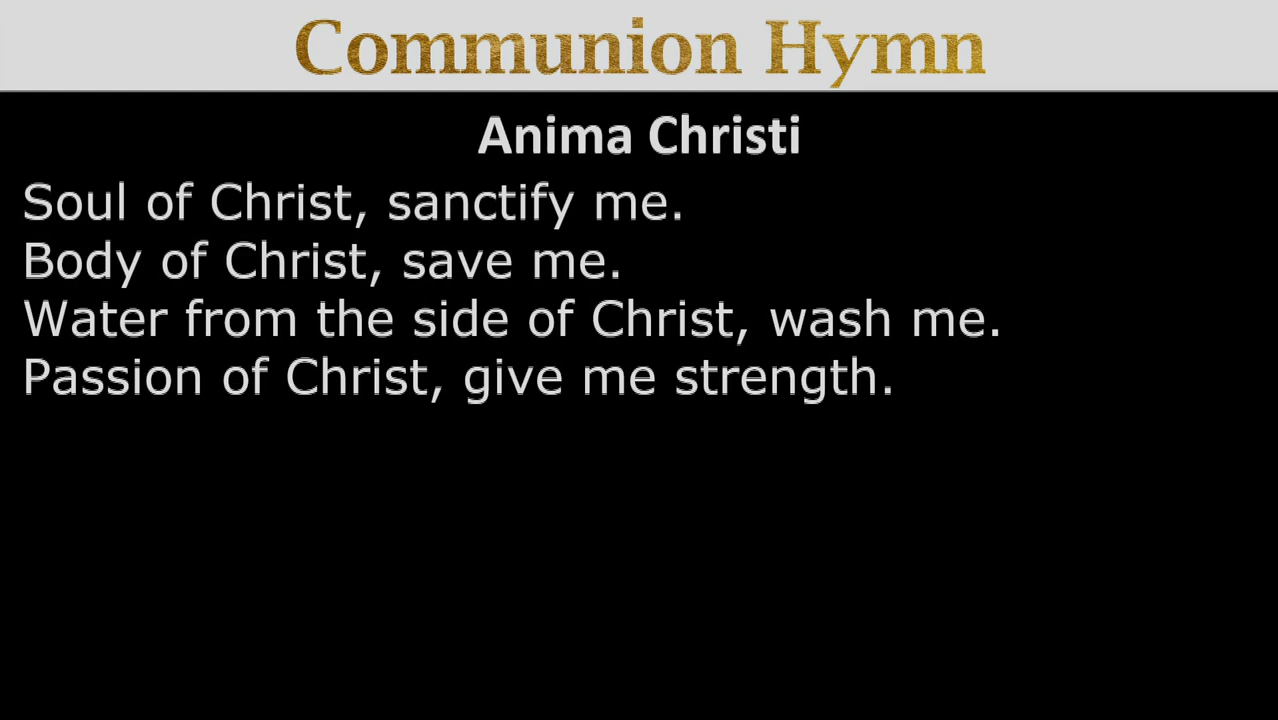 Communion Hymn
Anima Christi
Soul of Christ, sanctify me.
Body of Christ, save me.
Water from the side of Christ, wash me.
Passion of Christ, give me strength.